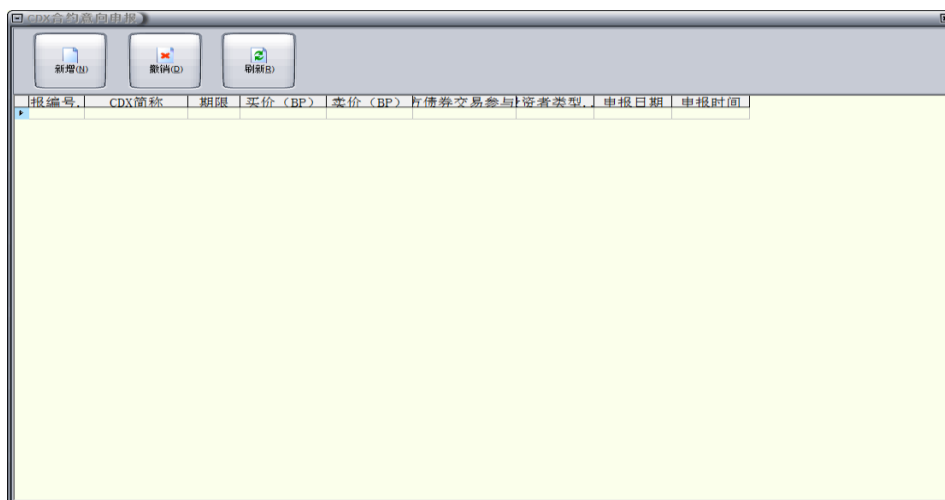 CDX合约意向申报
新增(N) 撤销(D) 刷新(R)
报编号. CDX简称 期限 买价（BP） 卖价（BP） 方债券交易参与 资者类型.. 申报日期 申报时间